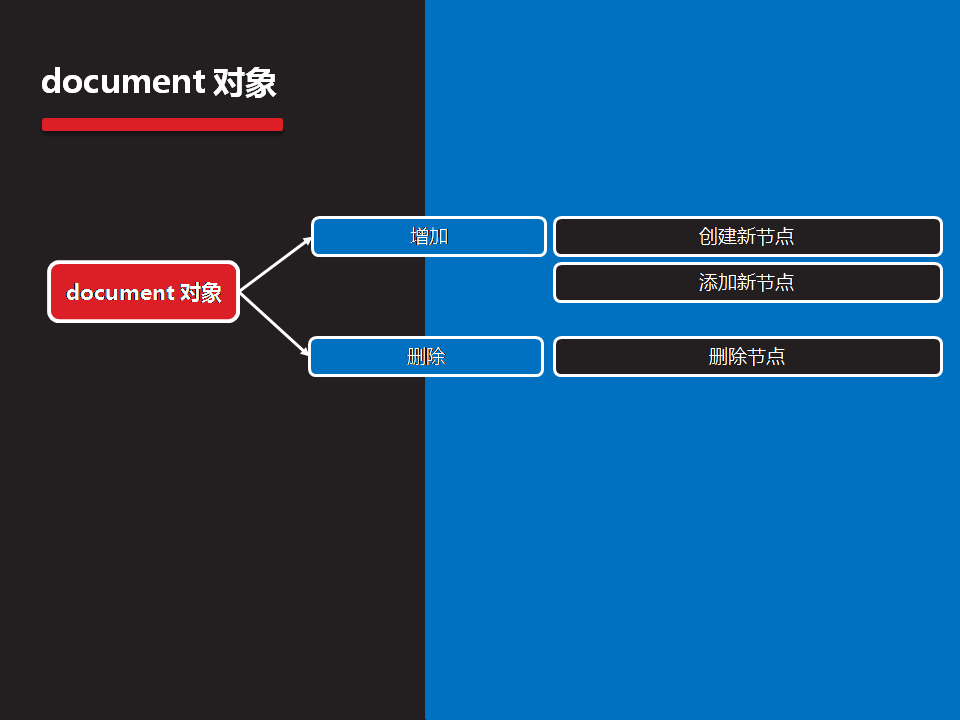 document 对象
增加
创建新节点
添加新节点
document 对象
删除
删除节点